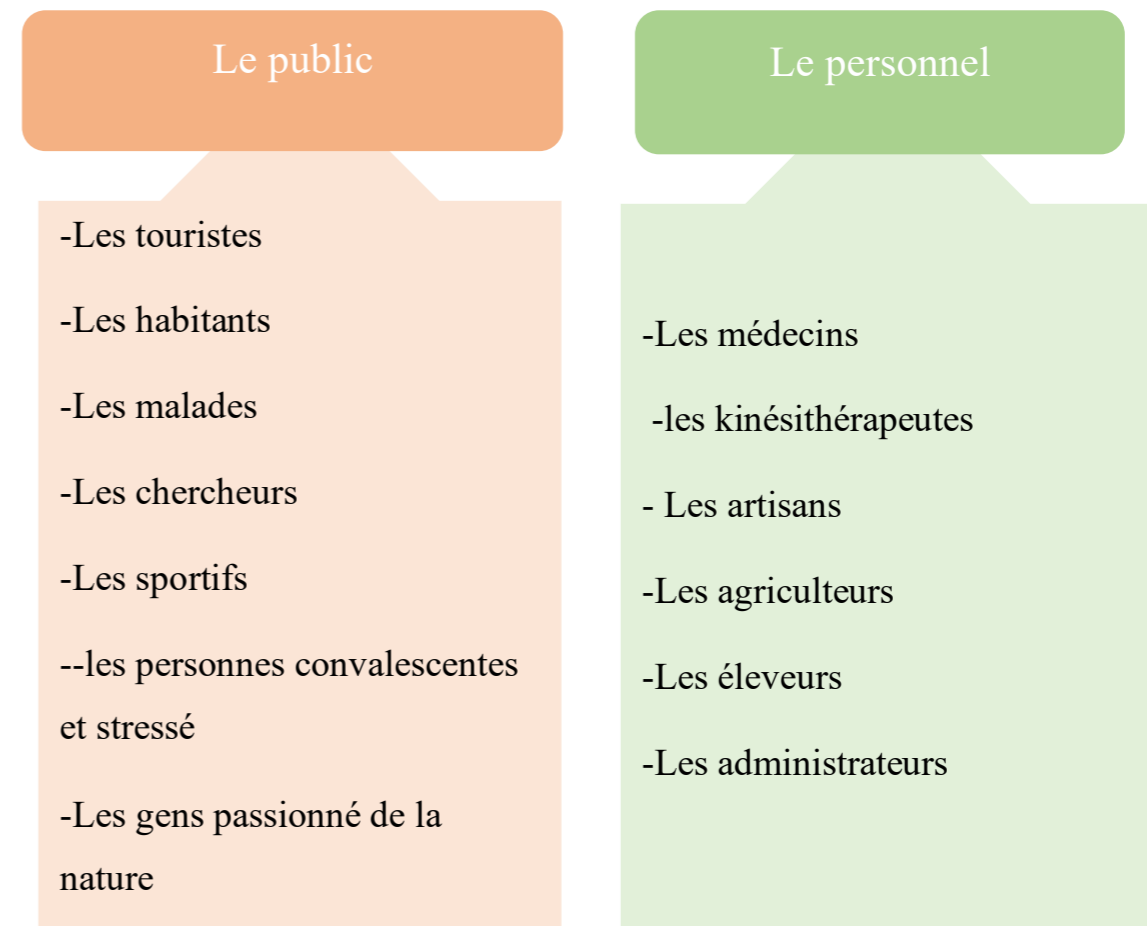 Le public
-Les touristes
-Les habitants
-Les malades
-Les chercheurs
-Les sportifs
--les personnes convalescentes
et stressé
-Les gens passionné de la
nature
Le personnel
-Les médecins
-les kinésithérapeutes
- Les artisans
-Les agriculteurs
-Les éleveurs
-Les administrateurs